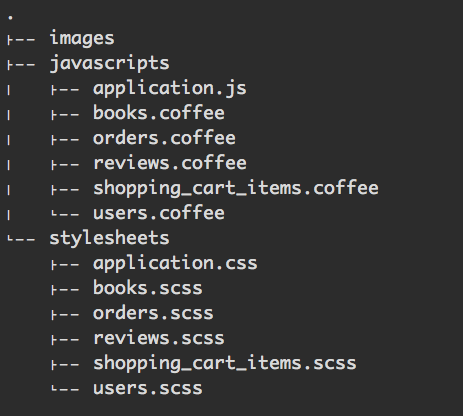 .
├── images
├── javascripts
│   ├── application.js
│   ├── books.coffee
│   ├── orders.coffee
│   ├── reviews.coffee
│   ├── shopping_cart_items.coffee
│   └── users.coffee
└── stylesheets
    ├── application.css
    ├── books.scss
    ├── orders.scss
    ├── reviews.scss
    ├── shopping_cart_items.scss
    └── users.scss